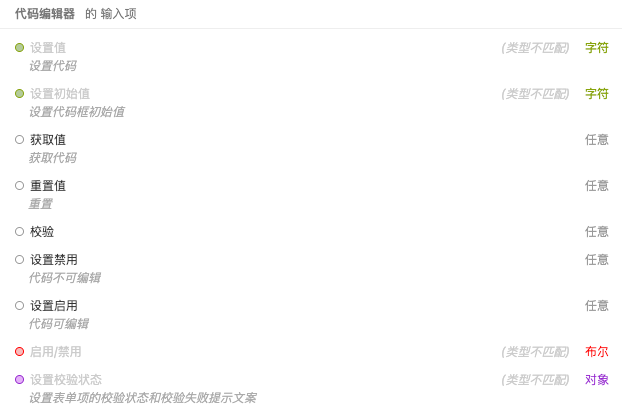 代码编辑器 的 输入项
设置值 (类型不匹配) 字符
设置代码
设置初始值 (类型不匹配) 字符
设置代码框初始值
获取值 任意
获取代码
重置值 任意
重置
校验 任意
设置禁用 任意
代码不可编辑
设置启用 任意
代码可编辑
启用/禁用 (类型不匹配) 布尔
设置校验状态 (类型不匹配) 对象
设置表单项的校验状态和校验失败提示文案